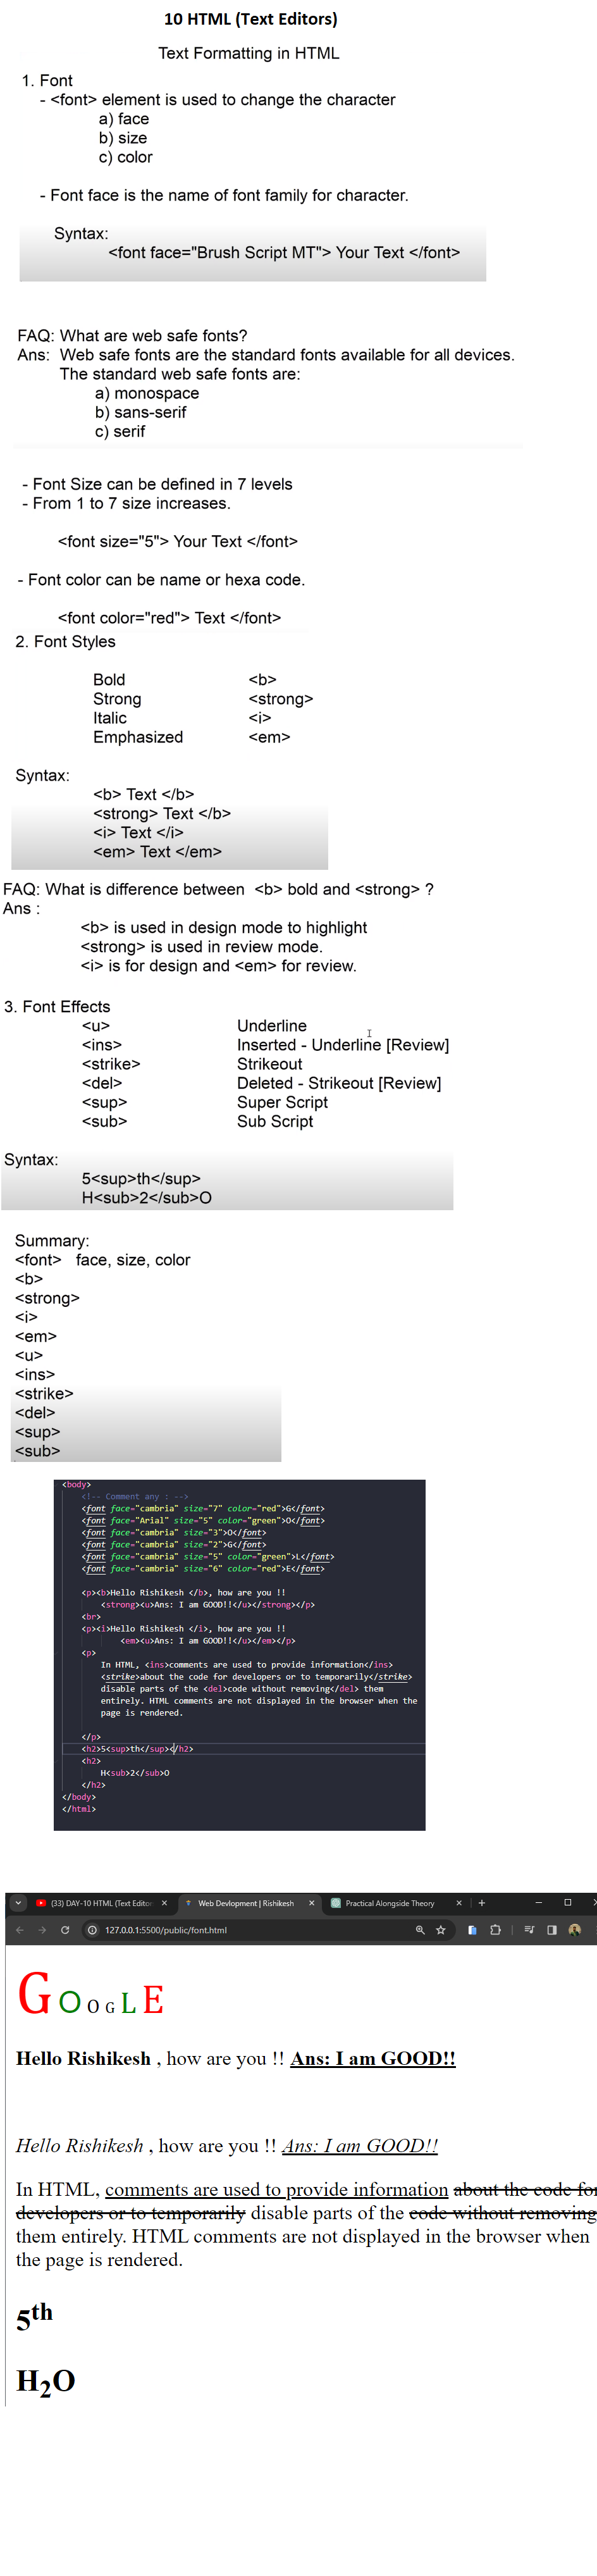 10 HTML (Text Editors)
Text Formatting in HTML
1. Font
- <font> element is used to change the character
a) face
b) size
c) color
- Font face is the name of font family for character.
Syntax:
<font face="Brush Script MT"> Your Text </font>
FAQ: What are web safe fonts?
Ans: Web safe fonts are the standard fonts available for all devices.
The standard web safe fonts are:
a) monospace
b) sans-serif
c) serif
- Font Size can be defined in 7 levels
- From 1 to 7 size increases.
<font size="5"> Your Text </font>
- Font color can be name or hexa code.
<font color="red"> Text </font>
2. Font Styles
Bold <b>
Strong <strong>
Italic <i>
Emphasized <em>
Syntax:
<b> Text </b>
<strong> Text </b>
<i> Text </i>
<em> Text </em>
FAQ: What is difference between <b> bold and <strong> ?
Ans :
<b> is used in design mode to highlight
<strong> is used in review mode.
<i> is for design and <em> for review.
3. Font Effects
<u> Underline
<ins> Inserted - Underline [Review]
<strike> Strikeout
<del> Deleted - Strikeout [Review]
<sup> Super Script
<sub> Sub Script
Syntax:
5<sup>th</sup>
H<sub>2</sub>O
Summary:
<font> face, size, color
<b>
<strong>
<i>
<em>
<u>
<ins>
<strike>
<del>
<sup>
<sub>
<body>
<!-- Comment any : -->
<font face="cambria" size="7" color="red">G</font>
<font face="Arial" size="5" color="green">O</font>
<font face="cambria" size="3">O</font>
<font face="cambria" size="2">G</font>
<font face="cambria" size="5" color="green">L</font>
<font face="cambria" size="6" color="red">E</font>
<p><b>Hello Rishikesh </b>, how are you !!
<strong><u>Ans: I am GOOD!!</u></strong></p>
<br>
<p><i>Hello Rishikesh </i>, how are you !!
<em><u>Ans: I am GOOD!!</u></em></p>
<p>
In HTML, <ins>comments are used to provide information</ins>
<strike>about the code for developers or to temporarily</strike>
disable parts of the <del>code without removing</del> them
entirely. HTML comments are not displayed in the browser when the
page is rendered.
</p>
<h2>5<sup>th</sup></h2>
<h2>
H<sub>2</sub>O
</h2>
</body>
</html>
(33) DAY-10 HTML (Text Editor Web Devlopment | Rishikesh Practical Alongside Theory
127.0.0.1:5500/public/font.html
G O O G L E
Hello Rishikesh , how are you !! Ans: I am GOOD!!
Hello Rishikesh , how are you !! Ans: I am GOOD!!
In HTML, comments are used to provide information about the code for
developers or to temporarily disable parts of the code without removing
them entirely. HTML comments are not displayed in the browser when
the page is rendered.
5th
H2O